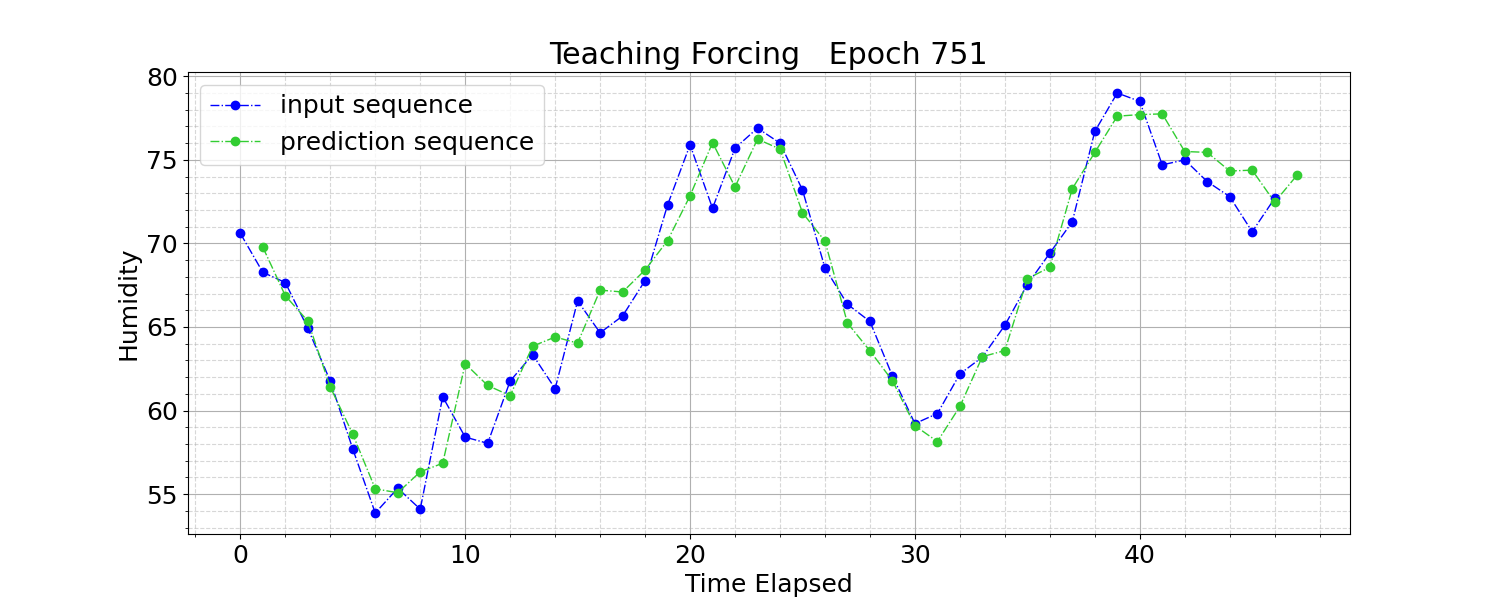 Teaching Forcing   Epoch 751
input sequence
prediction sequence
Humidity
80
75
70
65
60
55
0 10 20 30 40
Time Elapsed